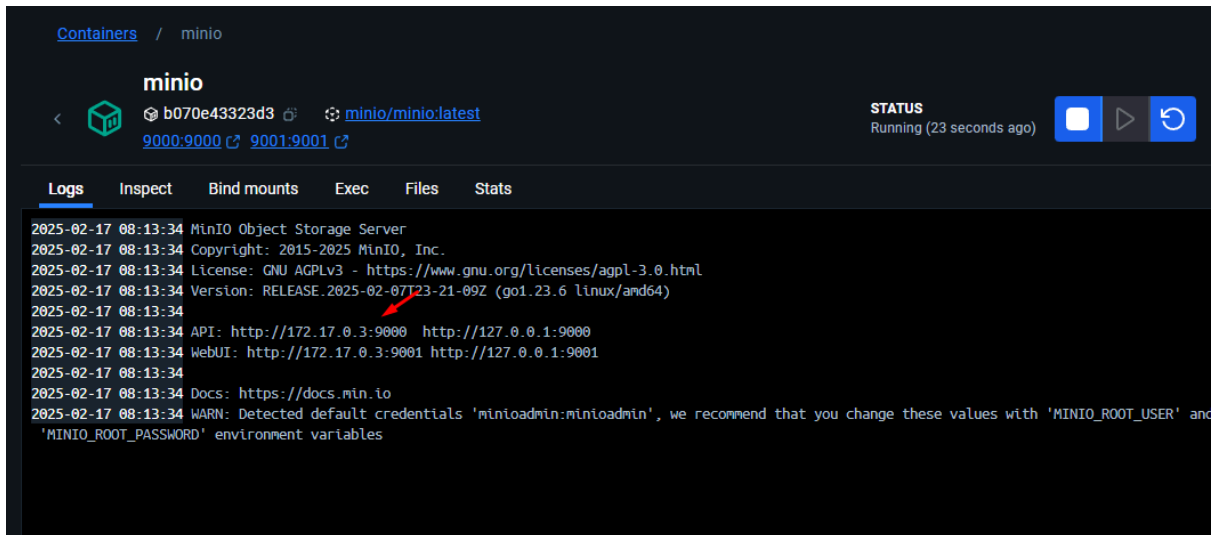 Containers / minio
minio
b070e43323d3 minio/minio:latest
9000:9000 9001:9001
STATUS
Running (23 seconds ago)
Logs Inspect Bind mounts Exec Files Stats
2025-02-17 08:13:34 MinIO Object Storage Server
2025-02-17 08:13:34 Copyright: 2015-2025 MinIO, Inc.
2025-02-17 08:13:34 License: GNU AGPLv3 - https://www.gnu.org/licenses/agpl-3.0.html
2025-02-17 08:13:34 Version: RELEASE.2025-02-07T23-21-09Z (go1.23.6 linux/amd64)
2025-02-17 08:13:34
2025-02-17 08:13:34 API: http://172.17.0.3:9000 http://127.0.0.1:9000
2025-02-17 08:13:34 WebUI: http://172.17.0.3:9001 http://127.0.0.1:9001
2025-02-17 08:13:34
2025-02-17 08:13:34 Docs: https://docs.min.io
2025-02-17 08:13:34 WARN: Detected default credentials 'minioadmin:minioadmin', we recommend that you change these values with 'MINIO_ROOT_USER' and
'MINIO_ROOT_PASSWORD' environment variables